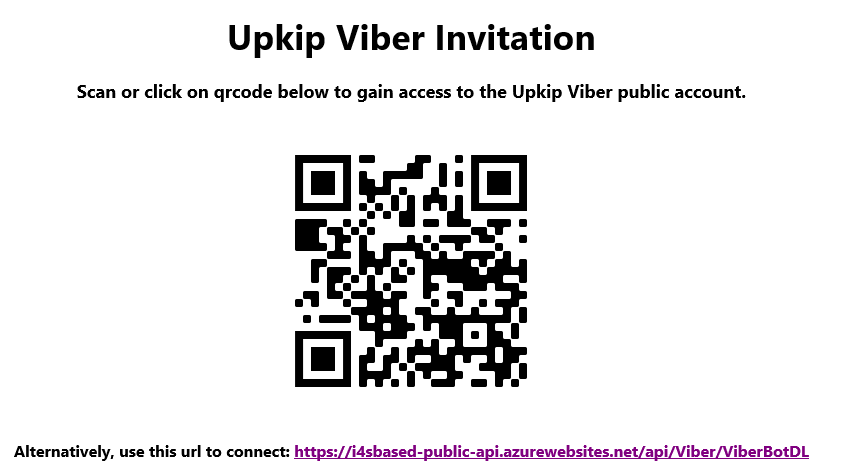 Upkip Viber Invitation
Scan or click on qrcode below to gain access to the Upkip Viber public account.
Alternatively, use this url to connect: https://i4sbased-public-api.azurewebsites.net/api/Viber/ViberBotDL